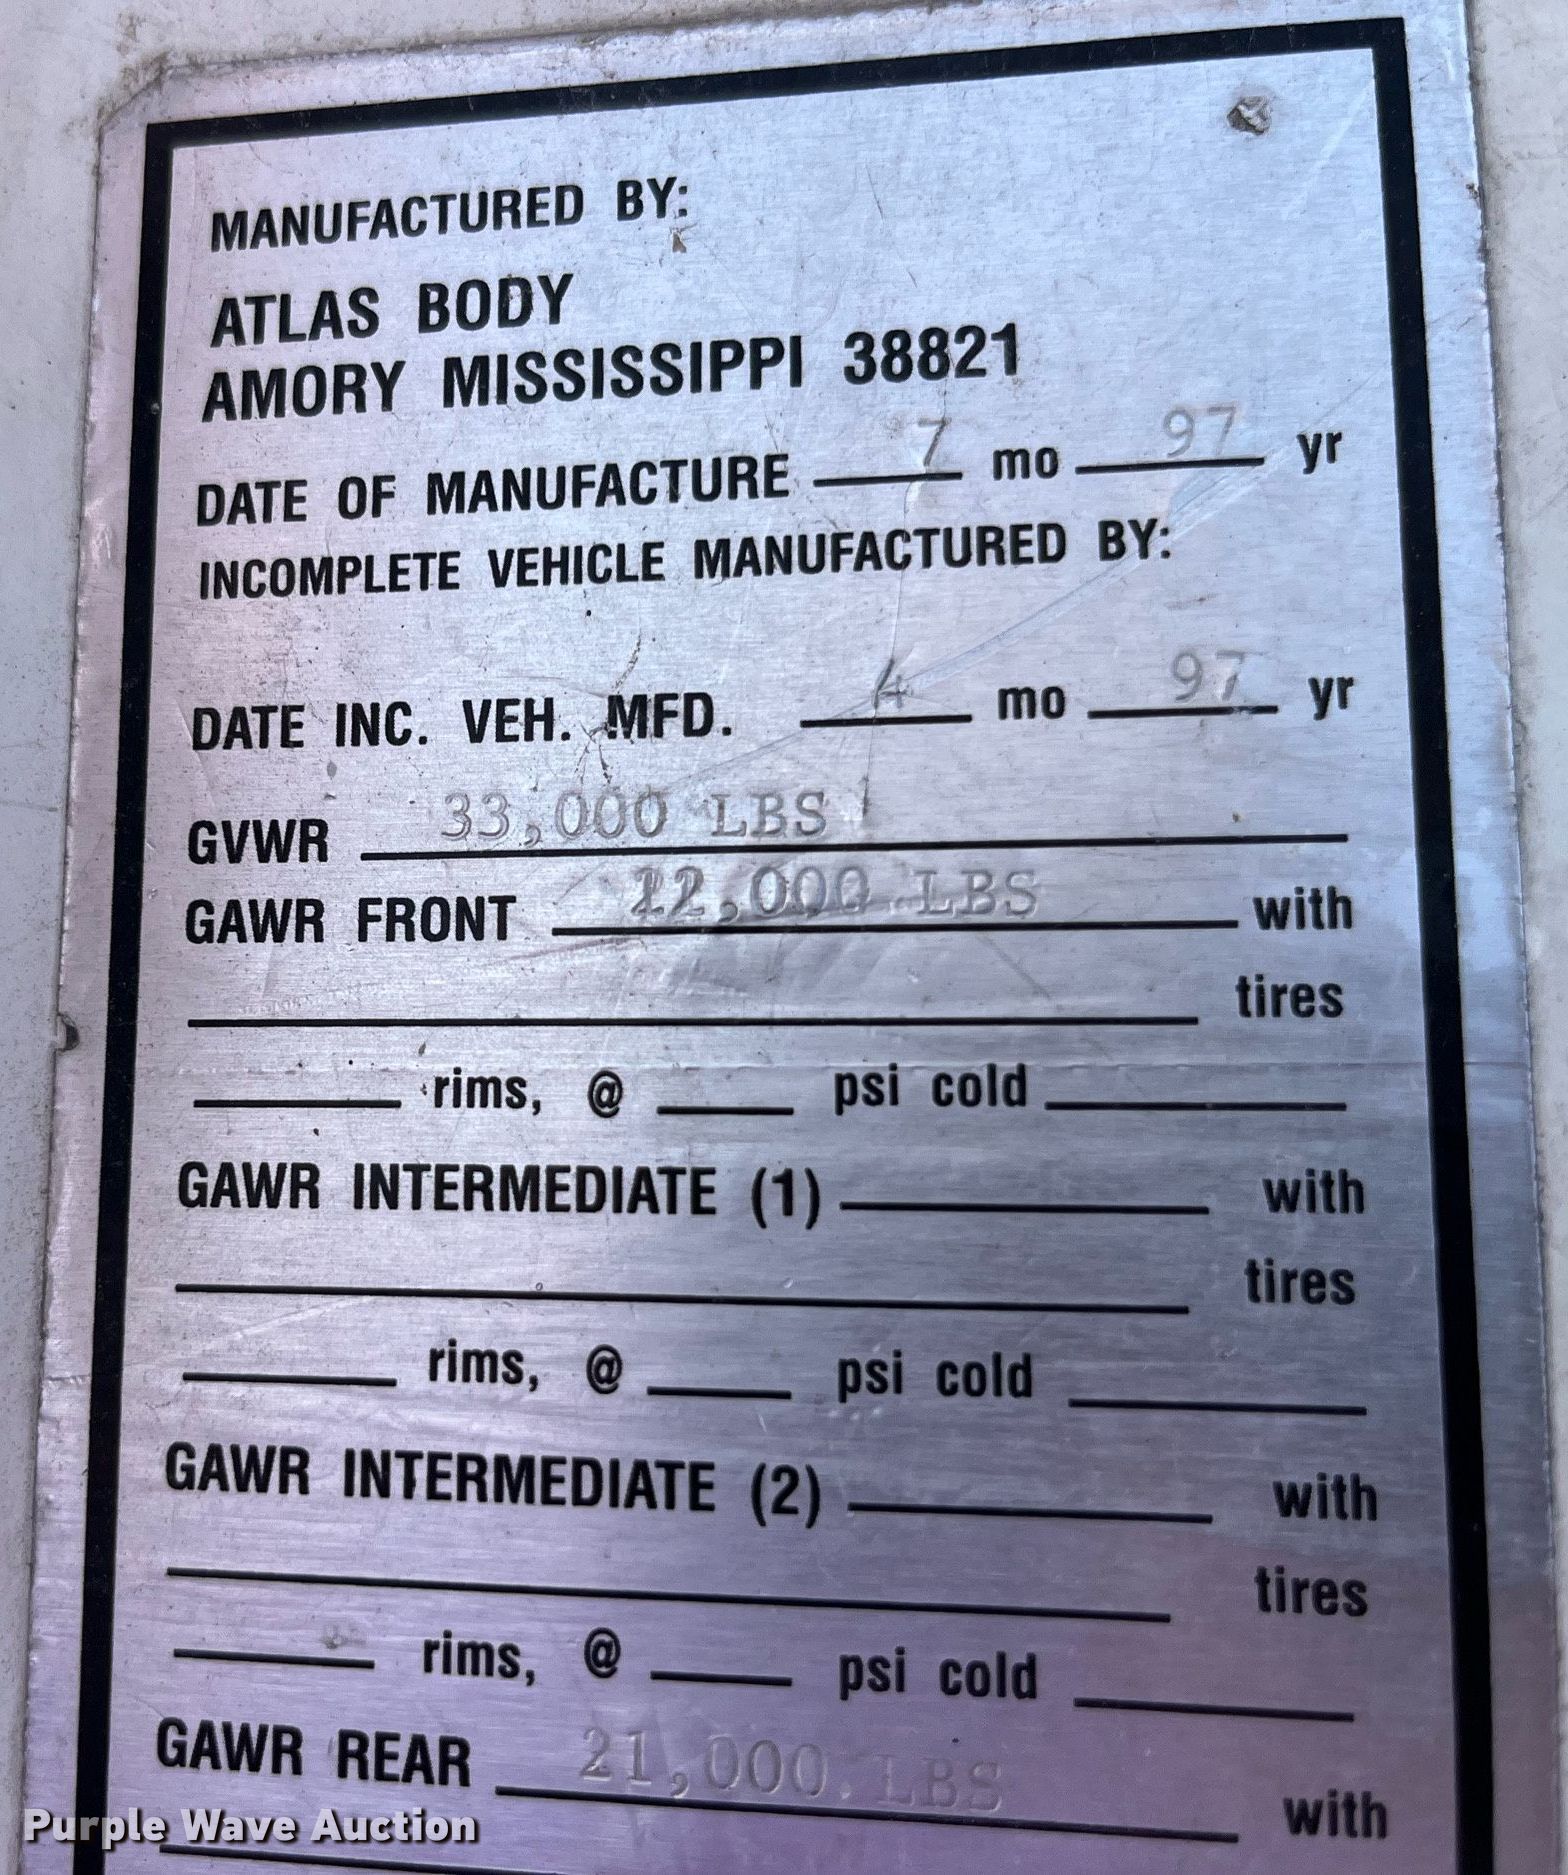 MANUFACTURED BY:
ATLAS BODY
AMORY MISSISSIPPI 38821
DATE OF MANUFACTURE 7 mo 97 yr
INCOMPLETE VEHICLE MANUFACTURED BY:
DATE INC. VEH. MFD. 4 mo 97 yr
GVWR 33,000 LBS
GAWR FRONT 12,000 LBS with
tires
rims, @ psi cold
GAWR INTERMEDIATE (1) with
tires
rims, @ psi cold
GAWR INTERMEDIATE (2) with
tires
rims, @ psi cold
GAWR REAR 21,000.LBS with
Purple Wave Auction